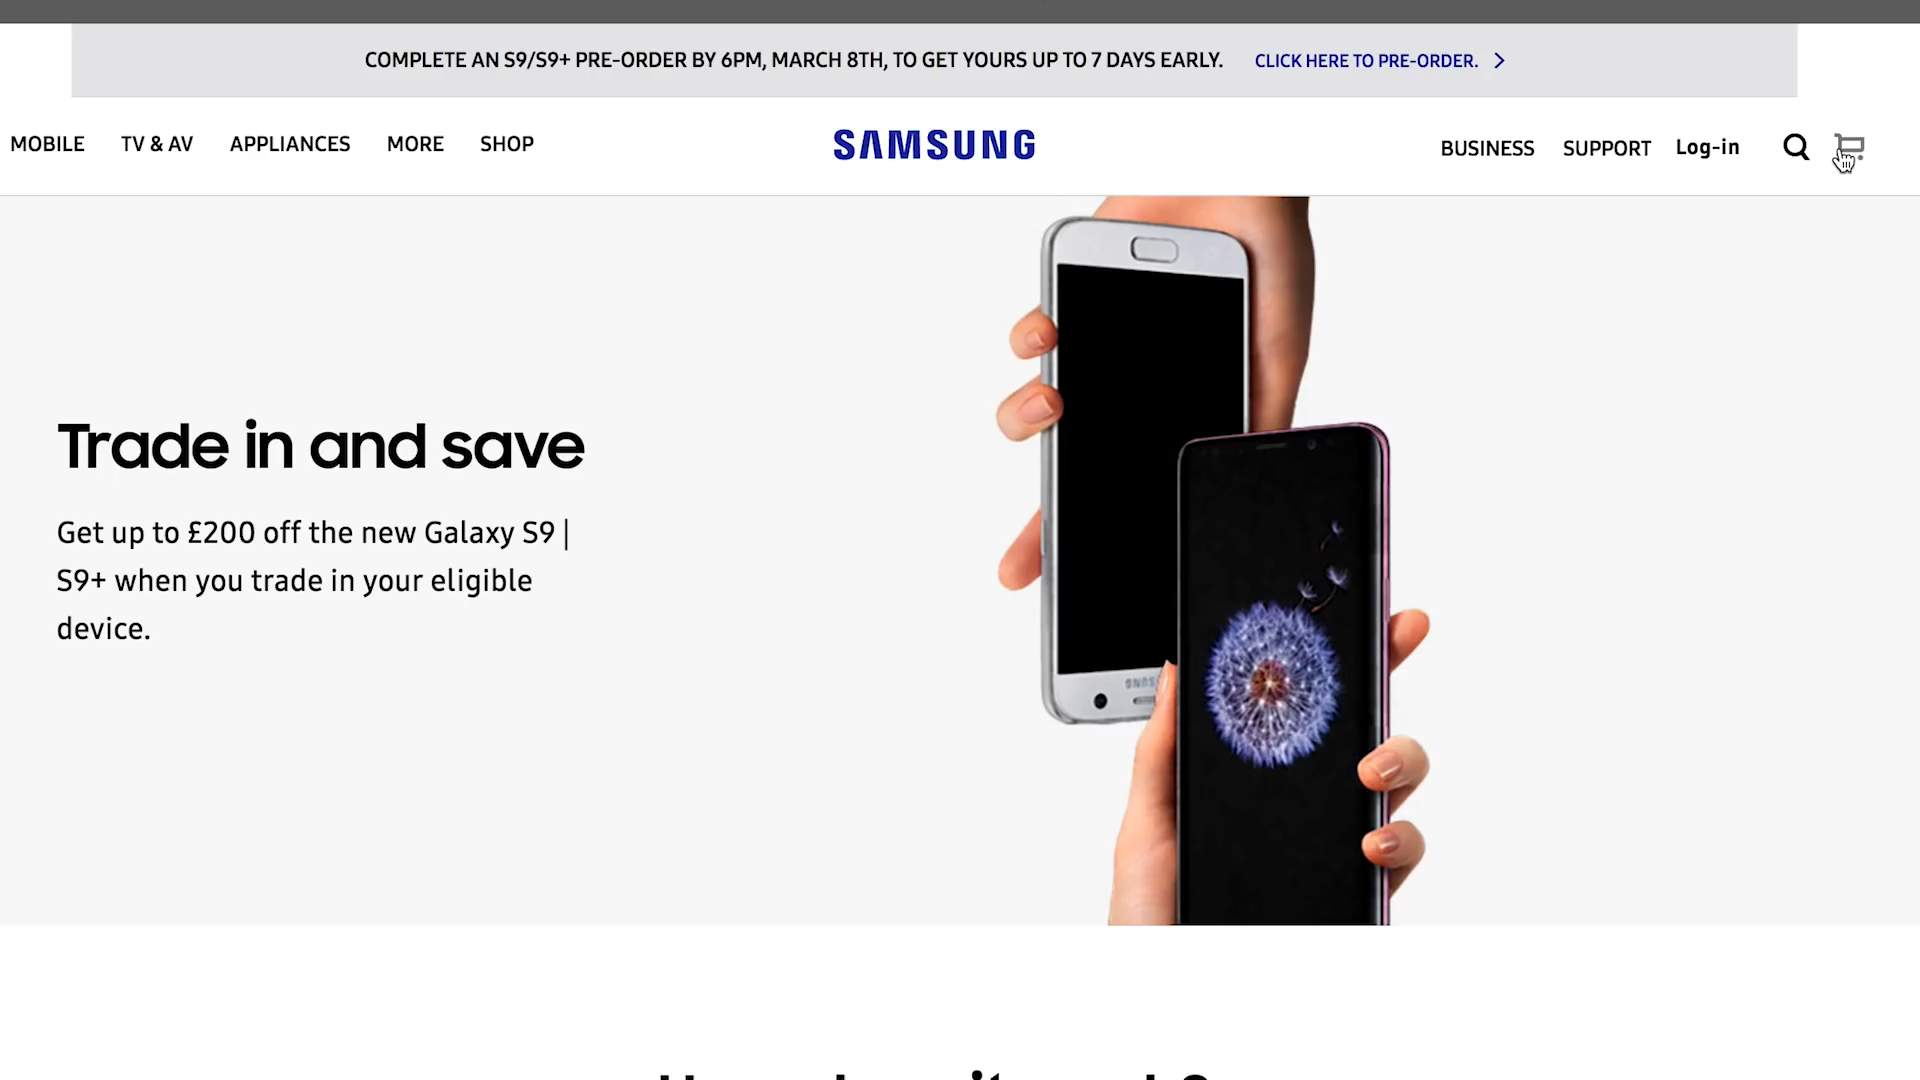 COMPLETE AN S9/S9+ PRE-ORDER BY 6PM, MARCH 8TH, TO GET YOURS UP TO 7 DAYS EARLY. CLICK HERE TO PRE-ORDER.
MOBILE TV & AV APPLIANCES MORE SHOP SAMSUNG BUSINESS SUPPORT Log-in
Trade in and save
Get up to £200 off the new Galaxy S9 |
S9+ when you trade in your eligible
device.